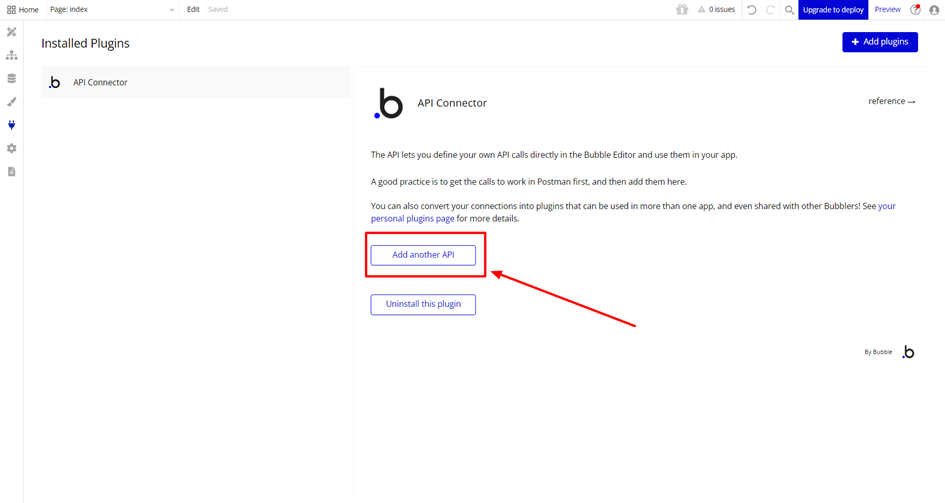 Home
Page: index
Edit
Saved
0 issues
Upgrade to deploy
Preview
Installed Plugins
+ Add plugins
.b
API Connector
.b
API Connector
reference →
The API lets you define your own API calls directly in the Bubble Editor and use them in your app.
A good practice is to get the calls to work in Postman first, and then add them here.
You can also convert your connections into plugins that can be used in more than one app, and even shared with other Bubblers! See your
personal plugins page for more details.
Add another API
Uninstall this plugin
By Bubble
.b